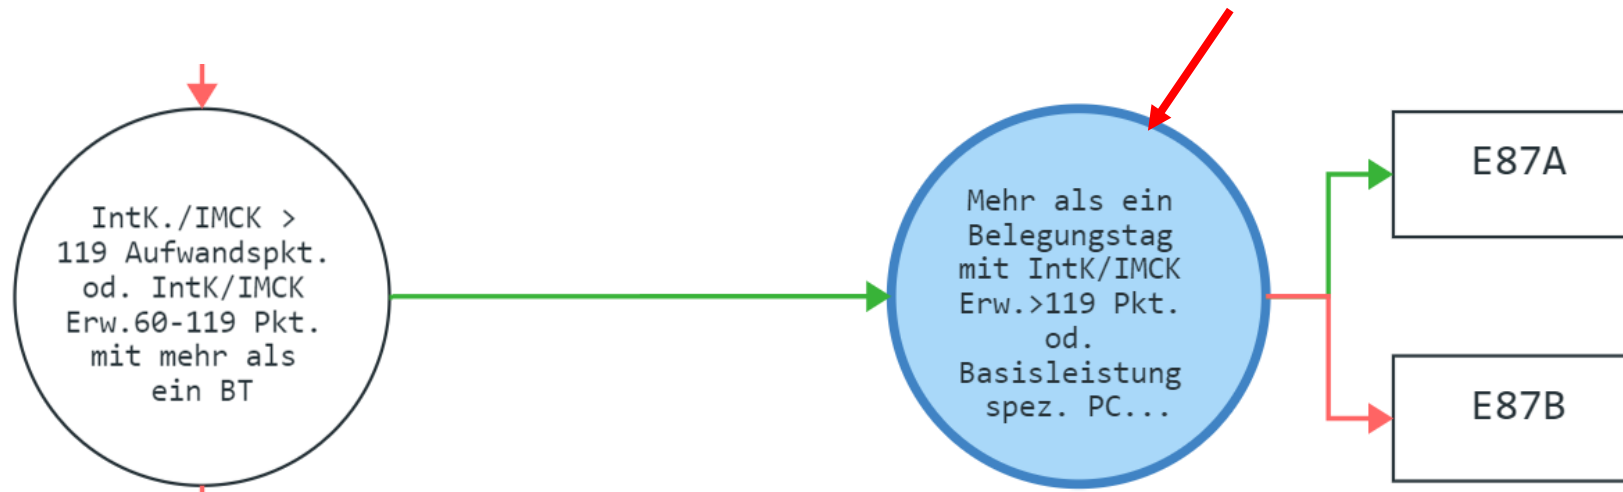 IntK./IMCK >
119 Aufwandspkt.
od. IntK/IMCK
Erw.60-119 Pkt.
mit mehr als
ein BT
Mehr als ein
Belegungstag
mit IntK/IMCK
Erw.>119 Pkt.
od.
Basisleistung
spez. PC...
E87A
E87B